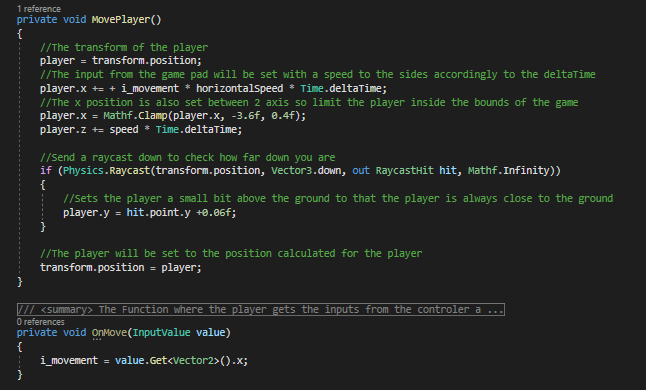 1 reference
private void MovePlayer()
{
//The transform of the player
player = transform.position;
//The input from the game pad will be set with a speed to the sides accordingly to the deltaTime
player.x += + i_movement * horizontalSpeed * Time.deltaTime;
//The x position is also set between 2 axis so limit the player inside the bounds of the game
player.x = Mathf.Clamp(player.x, -3.6f, 0.4f);
player.z += speed * Time.deltaTime;
//Send a raycast down to check how far down you are
if (Physics.Raycast(transform.position, Vector3.down, out RaycastHit hit, Mathf.Infinity))
{
//Sets the player a small bit above the ground to that the player is always close to the ground
player.y = hit.point.y +0.06f;
}
//The player will be set to the position calculated for the player
transform.position = player;
}
/// <summary> The Function where the player gets the inputs from the controler a ...
0 references
private void OnMove(InputValue value)
{
i_movement = value.Get<Vector2>().x;
}